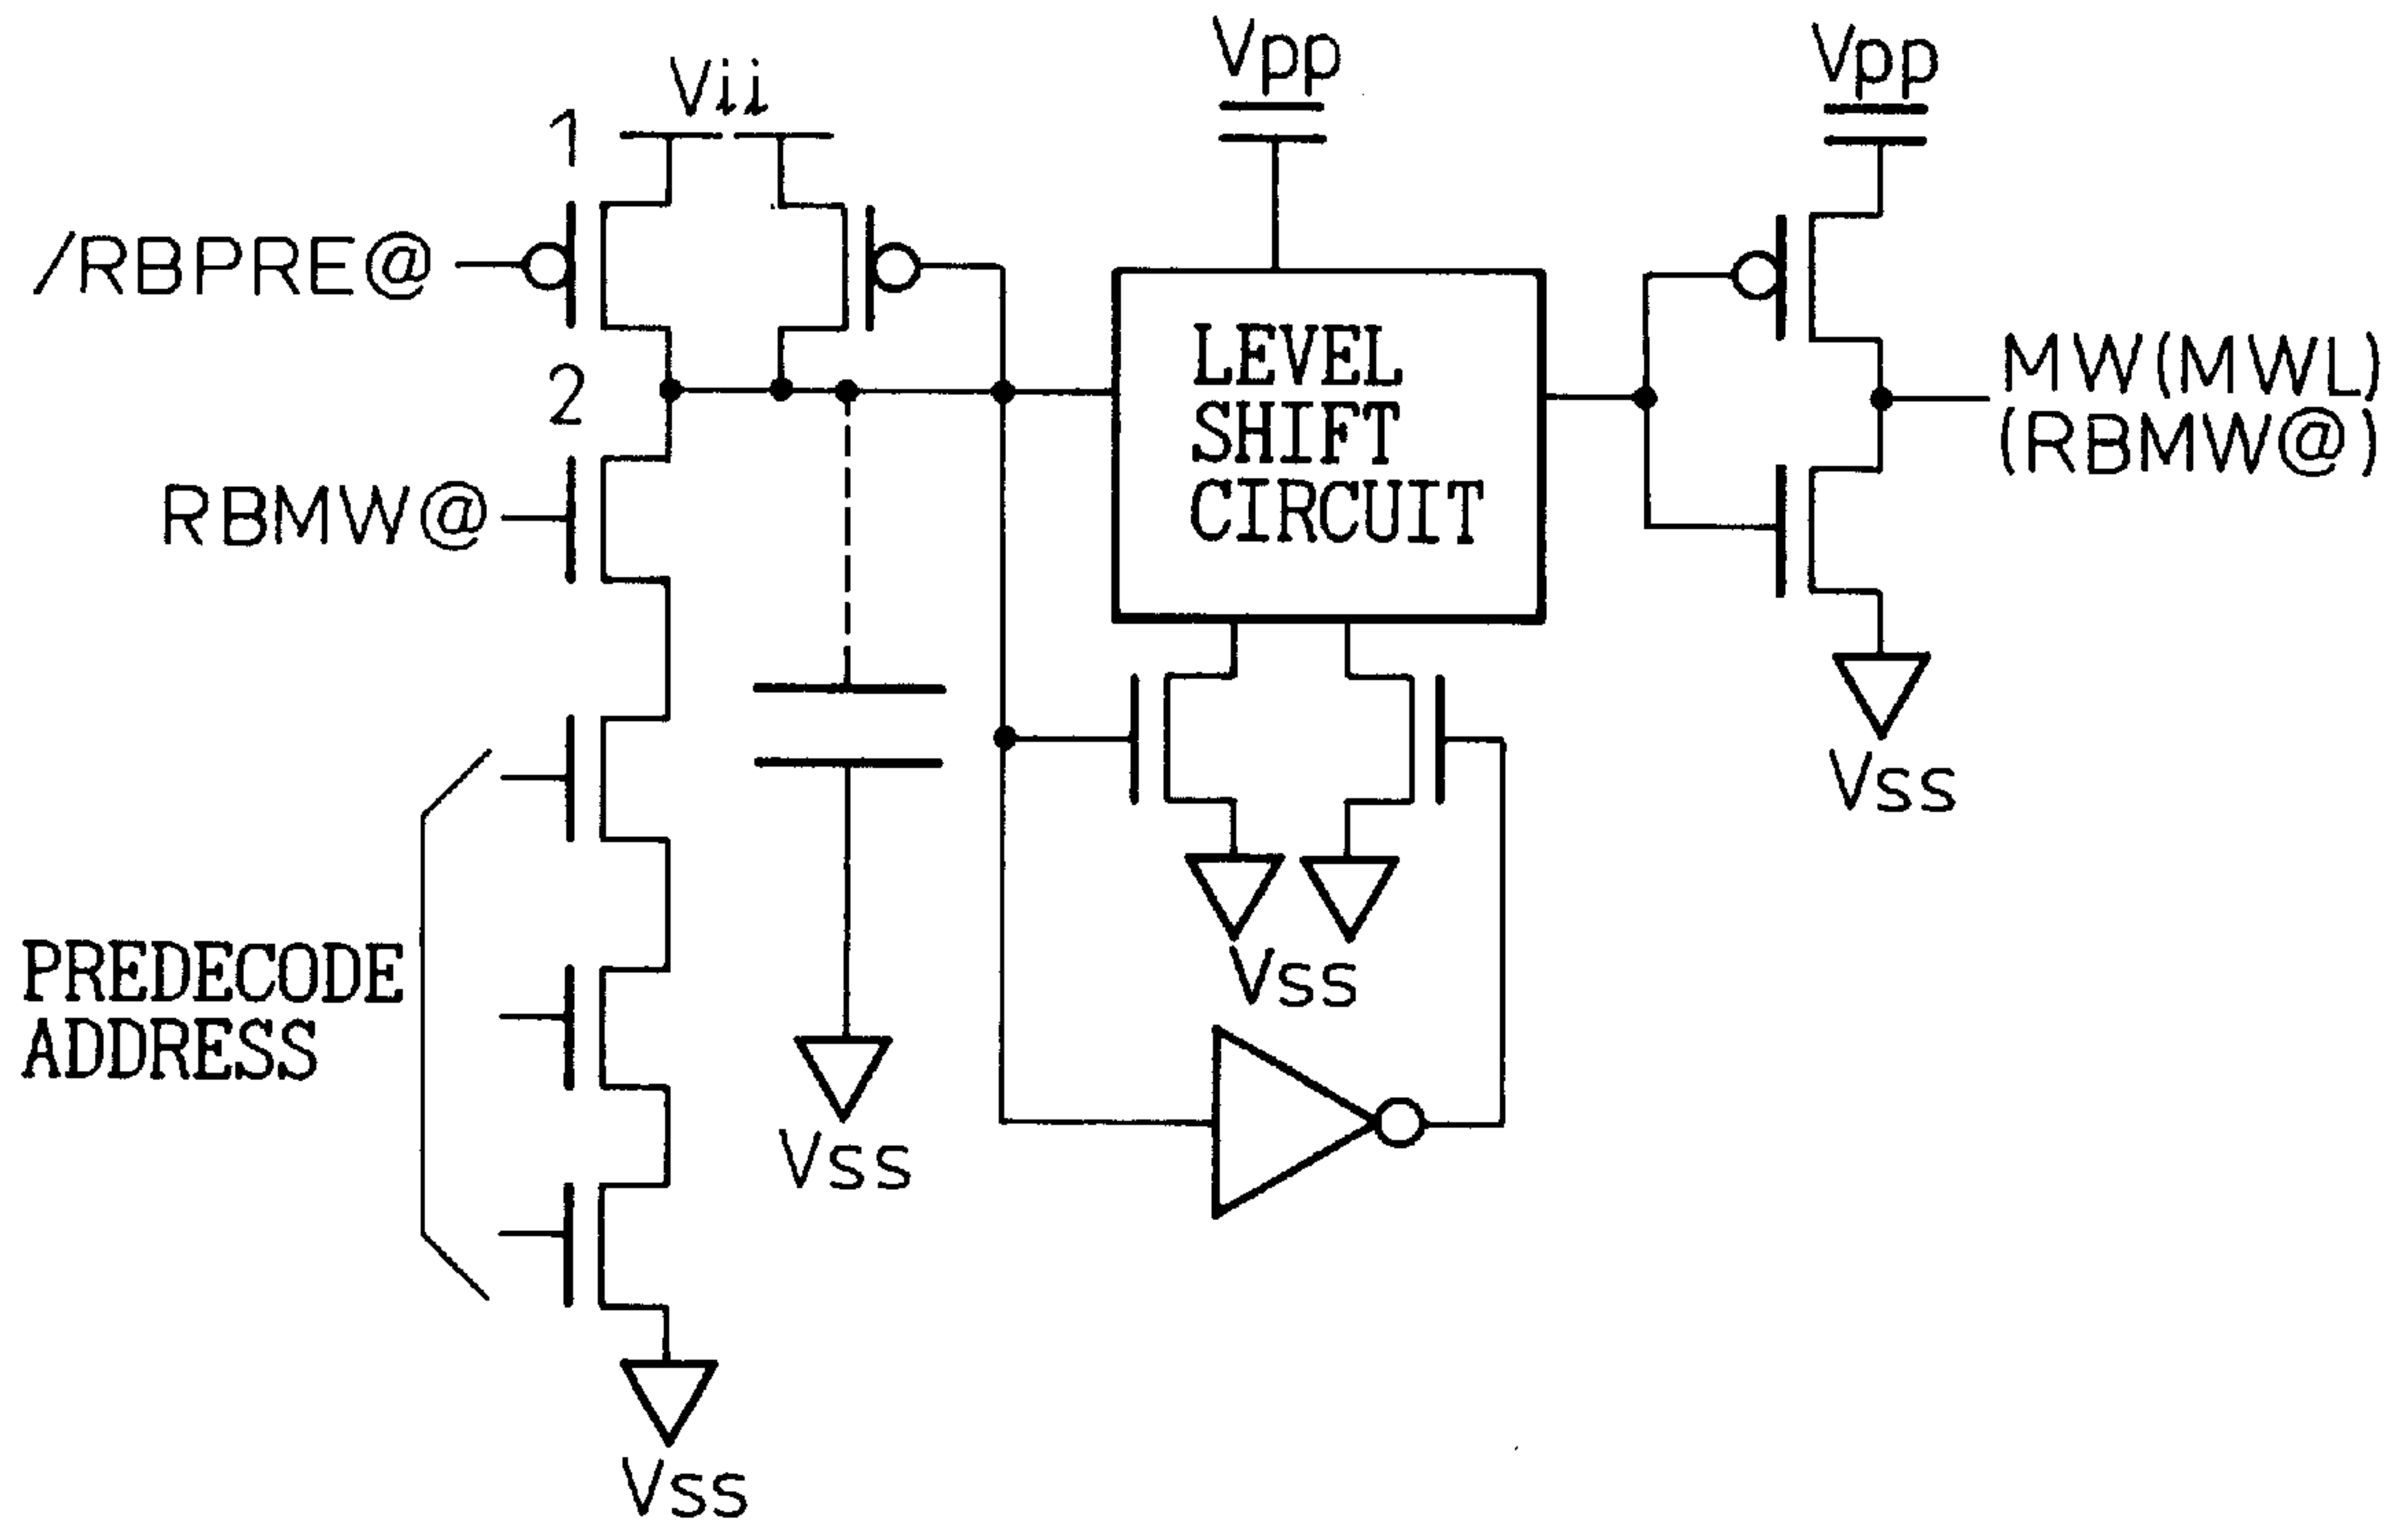 Vpp
Vpp
Vii
1
/RBPRE@
2
LEVEL
SHIFT
CIRCUIT
MW(MWL)
(RBMW@)
RBMW@
Vss
PREDECODE
ADDRESS
Vss
Vss
Vss